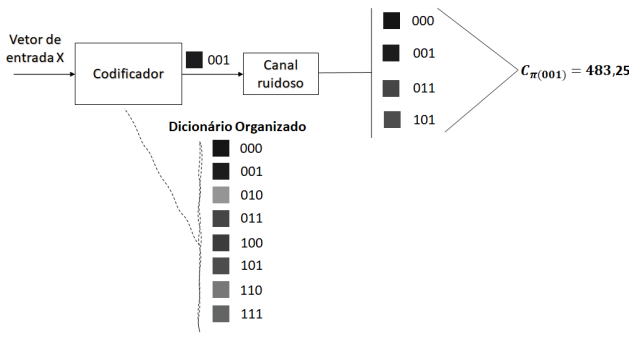 Vetor de
entrada X
Codificador
001
Canal
ruidoso
000
001
011
101
C_{π(001)} = 483,25
Dicionário Organizado
000
001
010
011
100
101
110
111